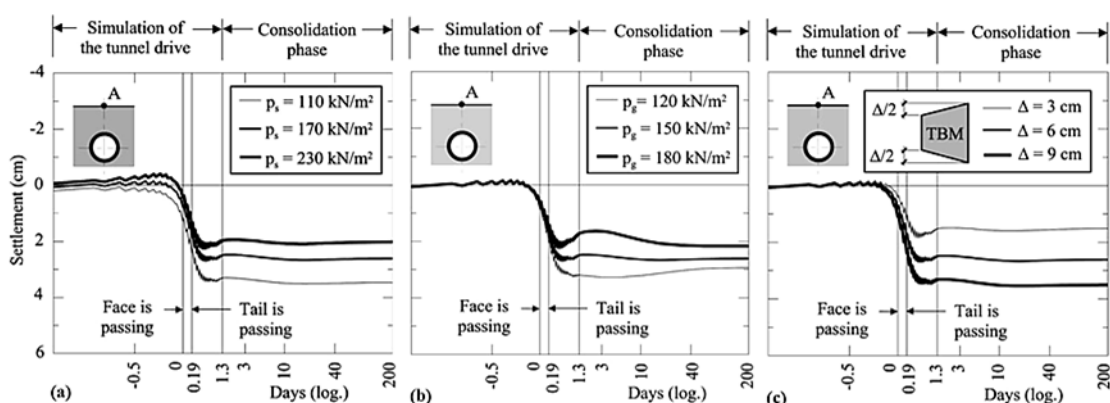 Simulation of the tunnel drive
Consolidation phase
Simulation of the tunnel drive
Consolidation phase
Simulation of the tunnel drive
Consolidation phase
Settlement (cm)
-4
-2
0
2
4
6
A
pₛ = 110 kN/m²
pₛ = 170 kN/m²
pₛ = 230 kN/m²
Face is passing
Tail is passing
-0.5
0
0.19
1.3
3
10
40
200
(a)
Days (log.)
A
p_g = 120 kN/m²
p_g = 150 kN/m²
p_g = 180 kN/m²
Face is passing
Tail is passing
-0.5
0
0.19
1.3
3
10
40
200
(b)
Days (log.)
A
Δ/2
TBM
Δ/2
Δ = 3 cm
Δ = 6 cm
Δ = 9 cm
Face is passing
Tail is passing
-0.5
0
0.19
1.3
3
10
40
200
(c)
Days (log.)